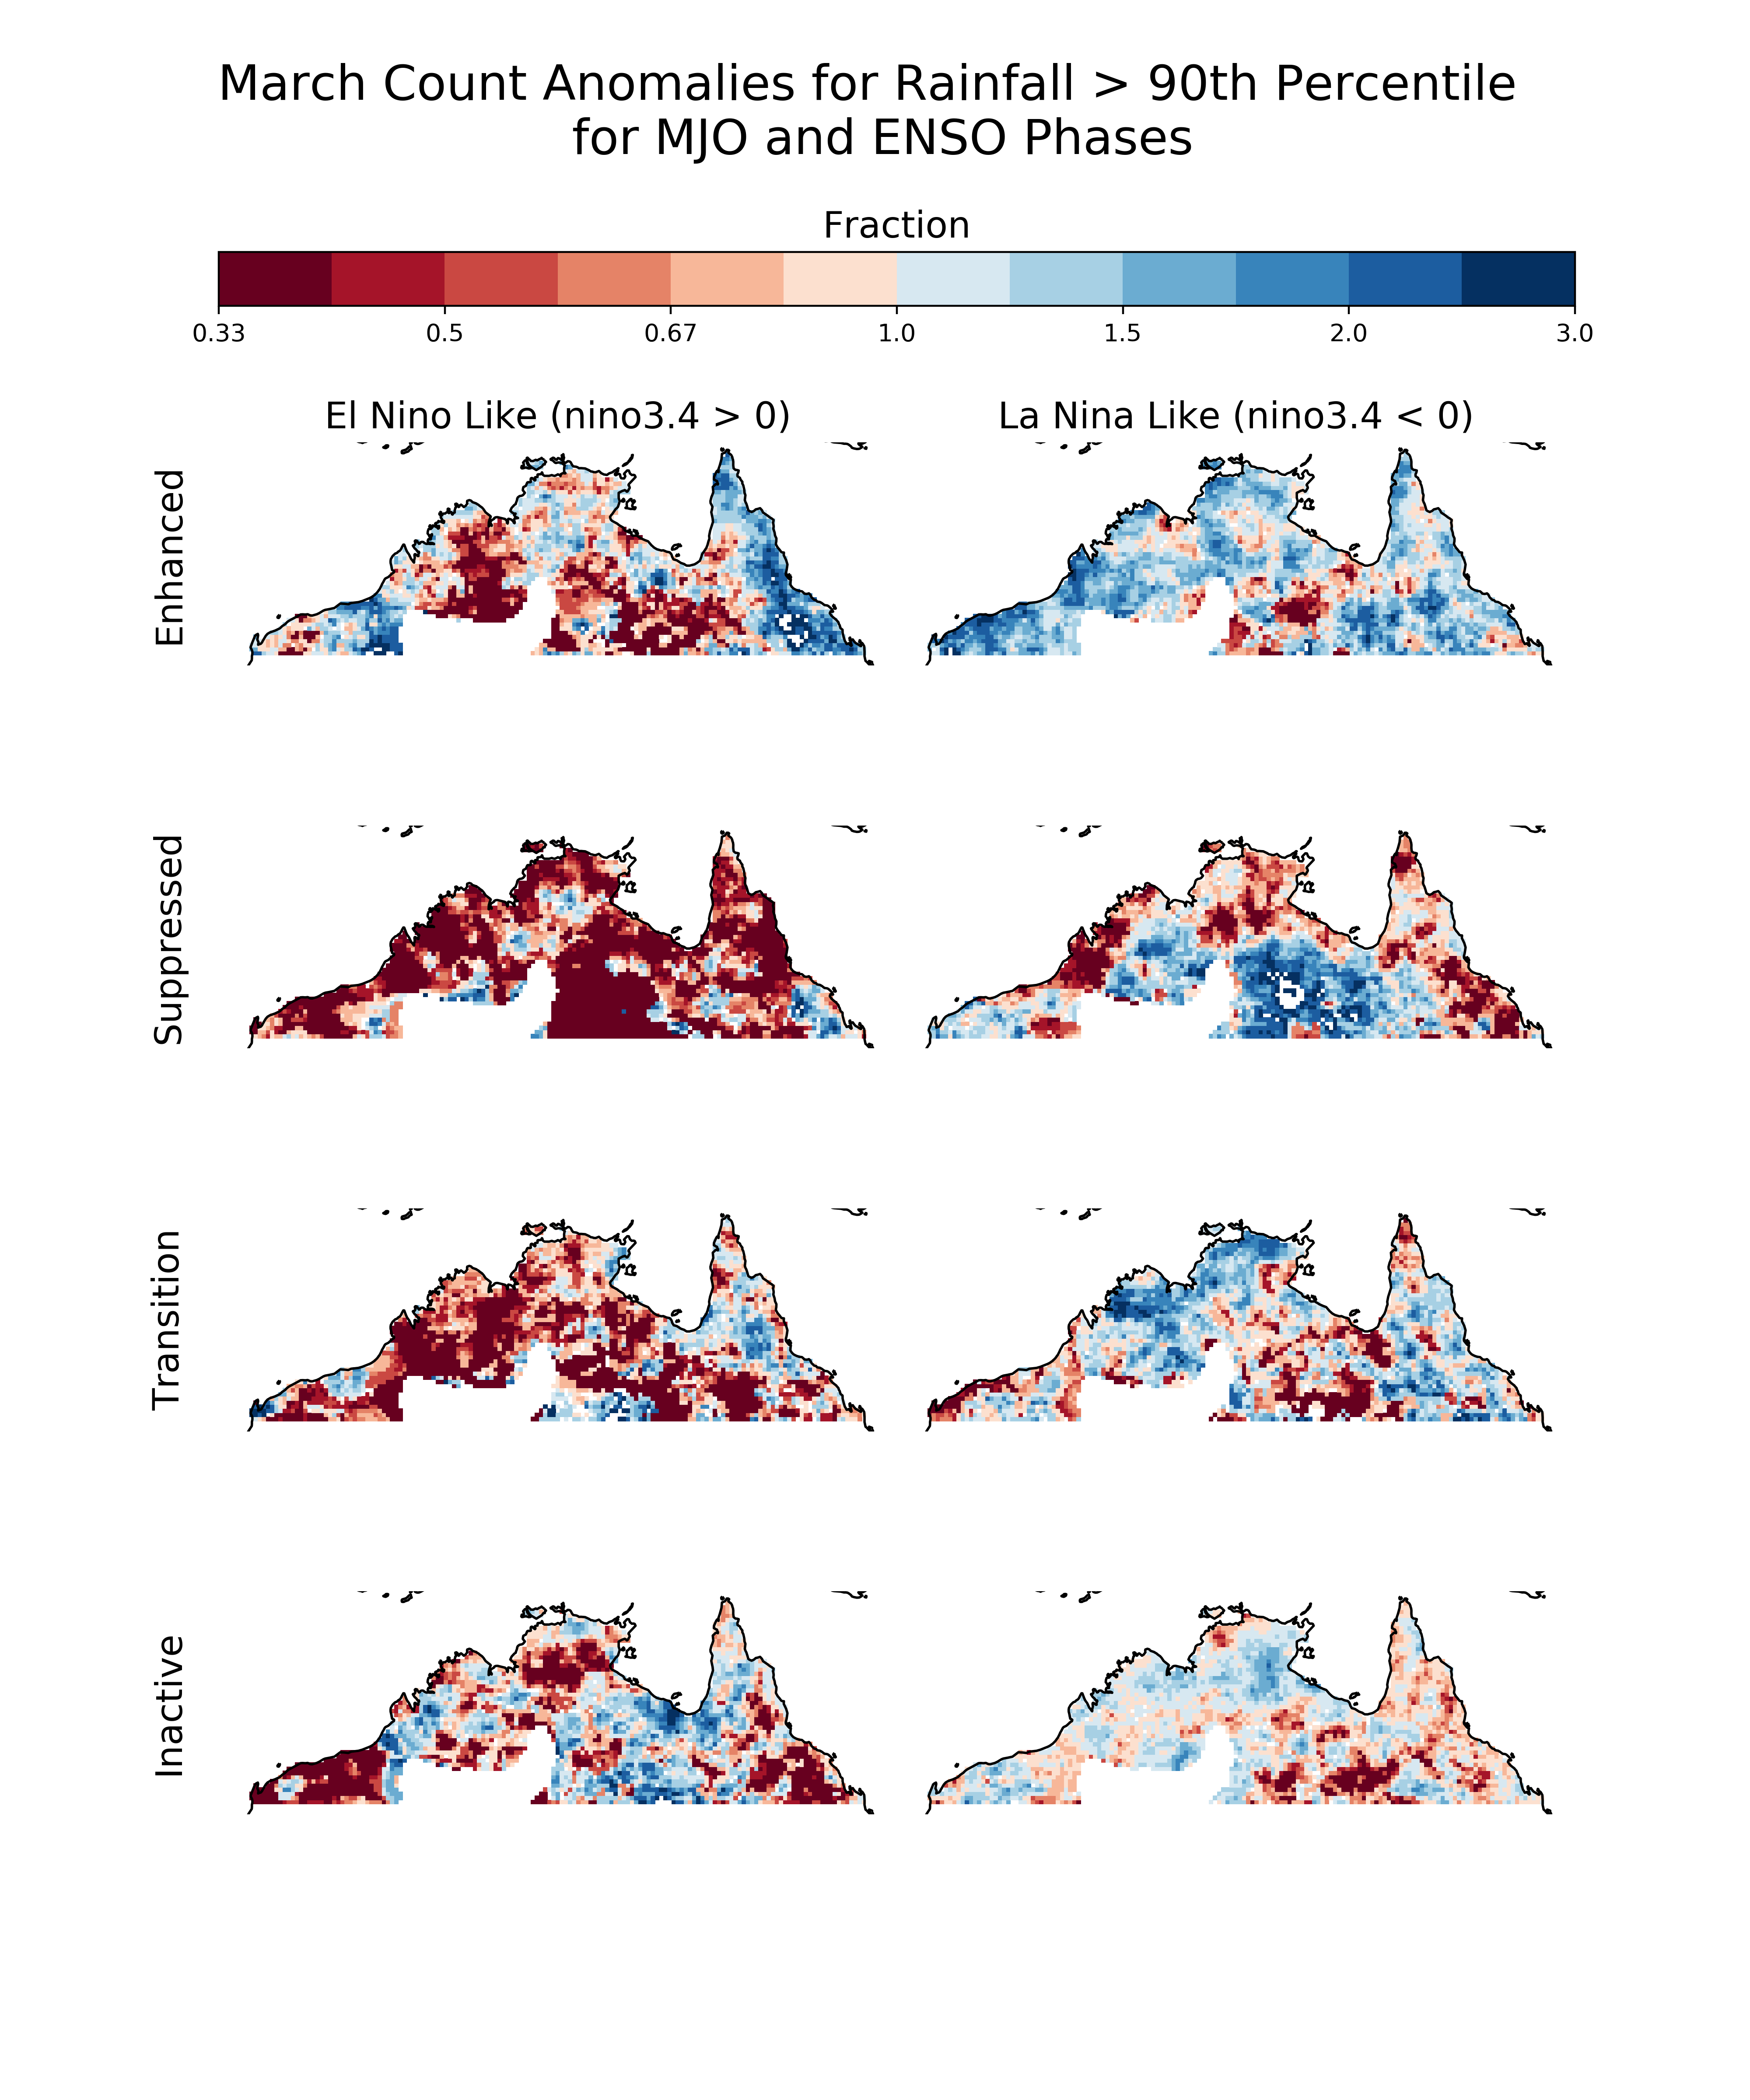 March Count Anomalies for Rainfall > 90th Percentile
for MJO and ENSO Phases
Fraction
0.33 0.5 0.67 1.0 1.5 2.0 3.0
El Nino Like (nino3.4 > 0) La Nina Like (nino3.4 < 0)
Enhanced
Suppressed
Transition
Inactive